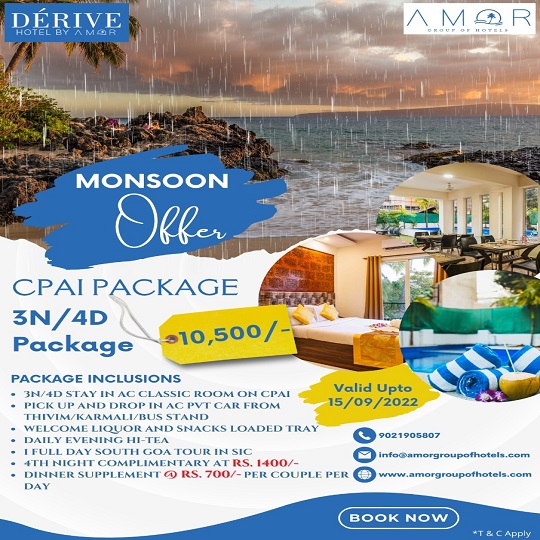 DÉRIVE
HOTEL BY AMOR
AMOR
GROUP OF HOTELS
MONSOON
Offer
CPAI PACKAGE
3N/4D
Package
10,500/-
PACKAGE INCLUSIONS
• 3N/4D STAY IN AC CLASSIC ROOM ON CPAI
• PICK UP AND DROP IN AC PVT CAR FROM
THIVIM/KARMALI/BUS STAND
• WELCOME LIQUOR AND SNACKS LOADED TRAY
• DAILY EVENING HI-TEA
• 1 FULL DAY SOUTH GOA TOUR IN SIC
• 4TH NIGHT COMPLIMENTARY AT RS. 1400/-
• DINNER SUPPLEMENT @ RS. 700/- PER COUPLE PER
DAY
Valid Upto
15/09/2022
9021905807
info@amorgroupofhotels.com
www.amorgroupofhotels.com
BOOK NOW
*T & C Apply